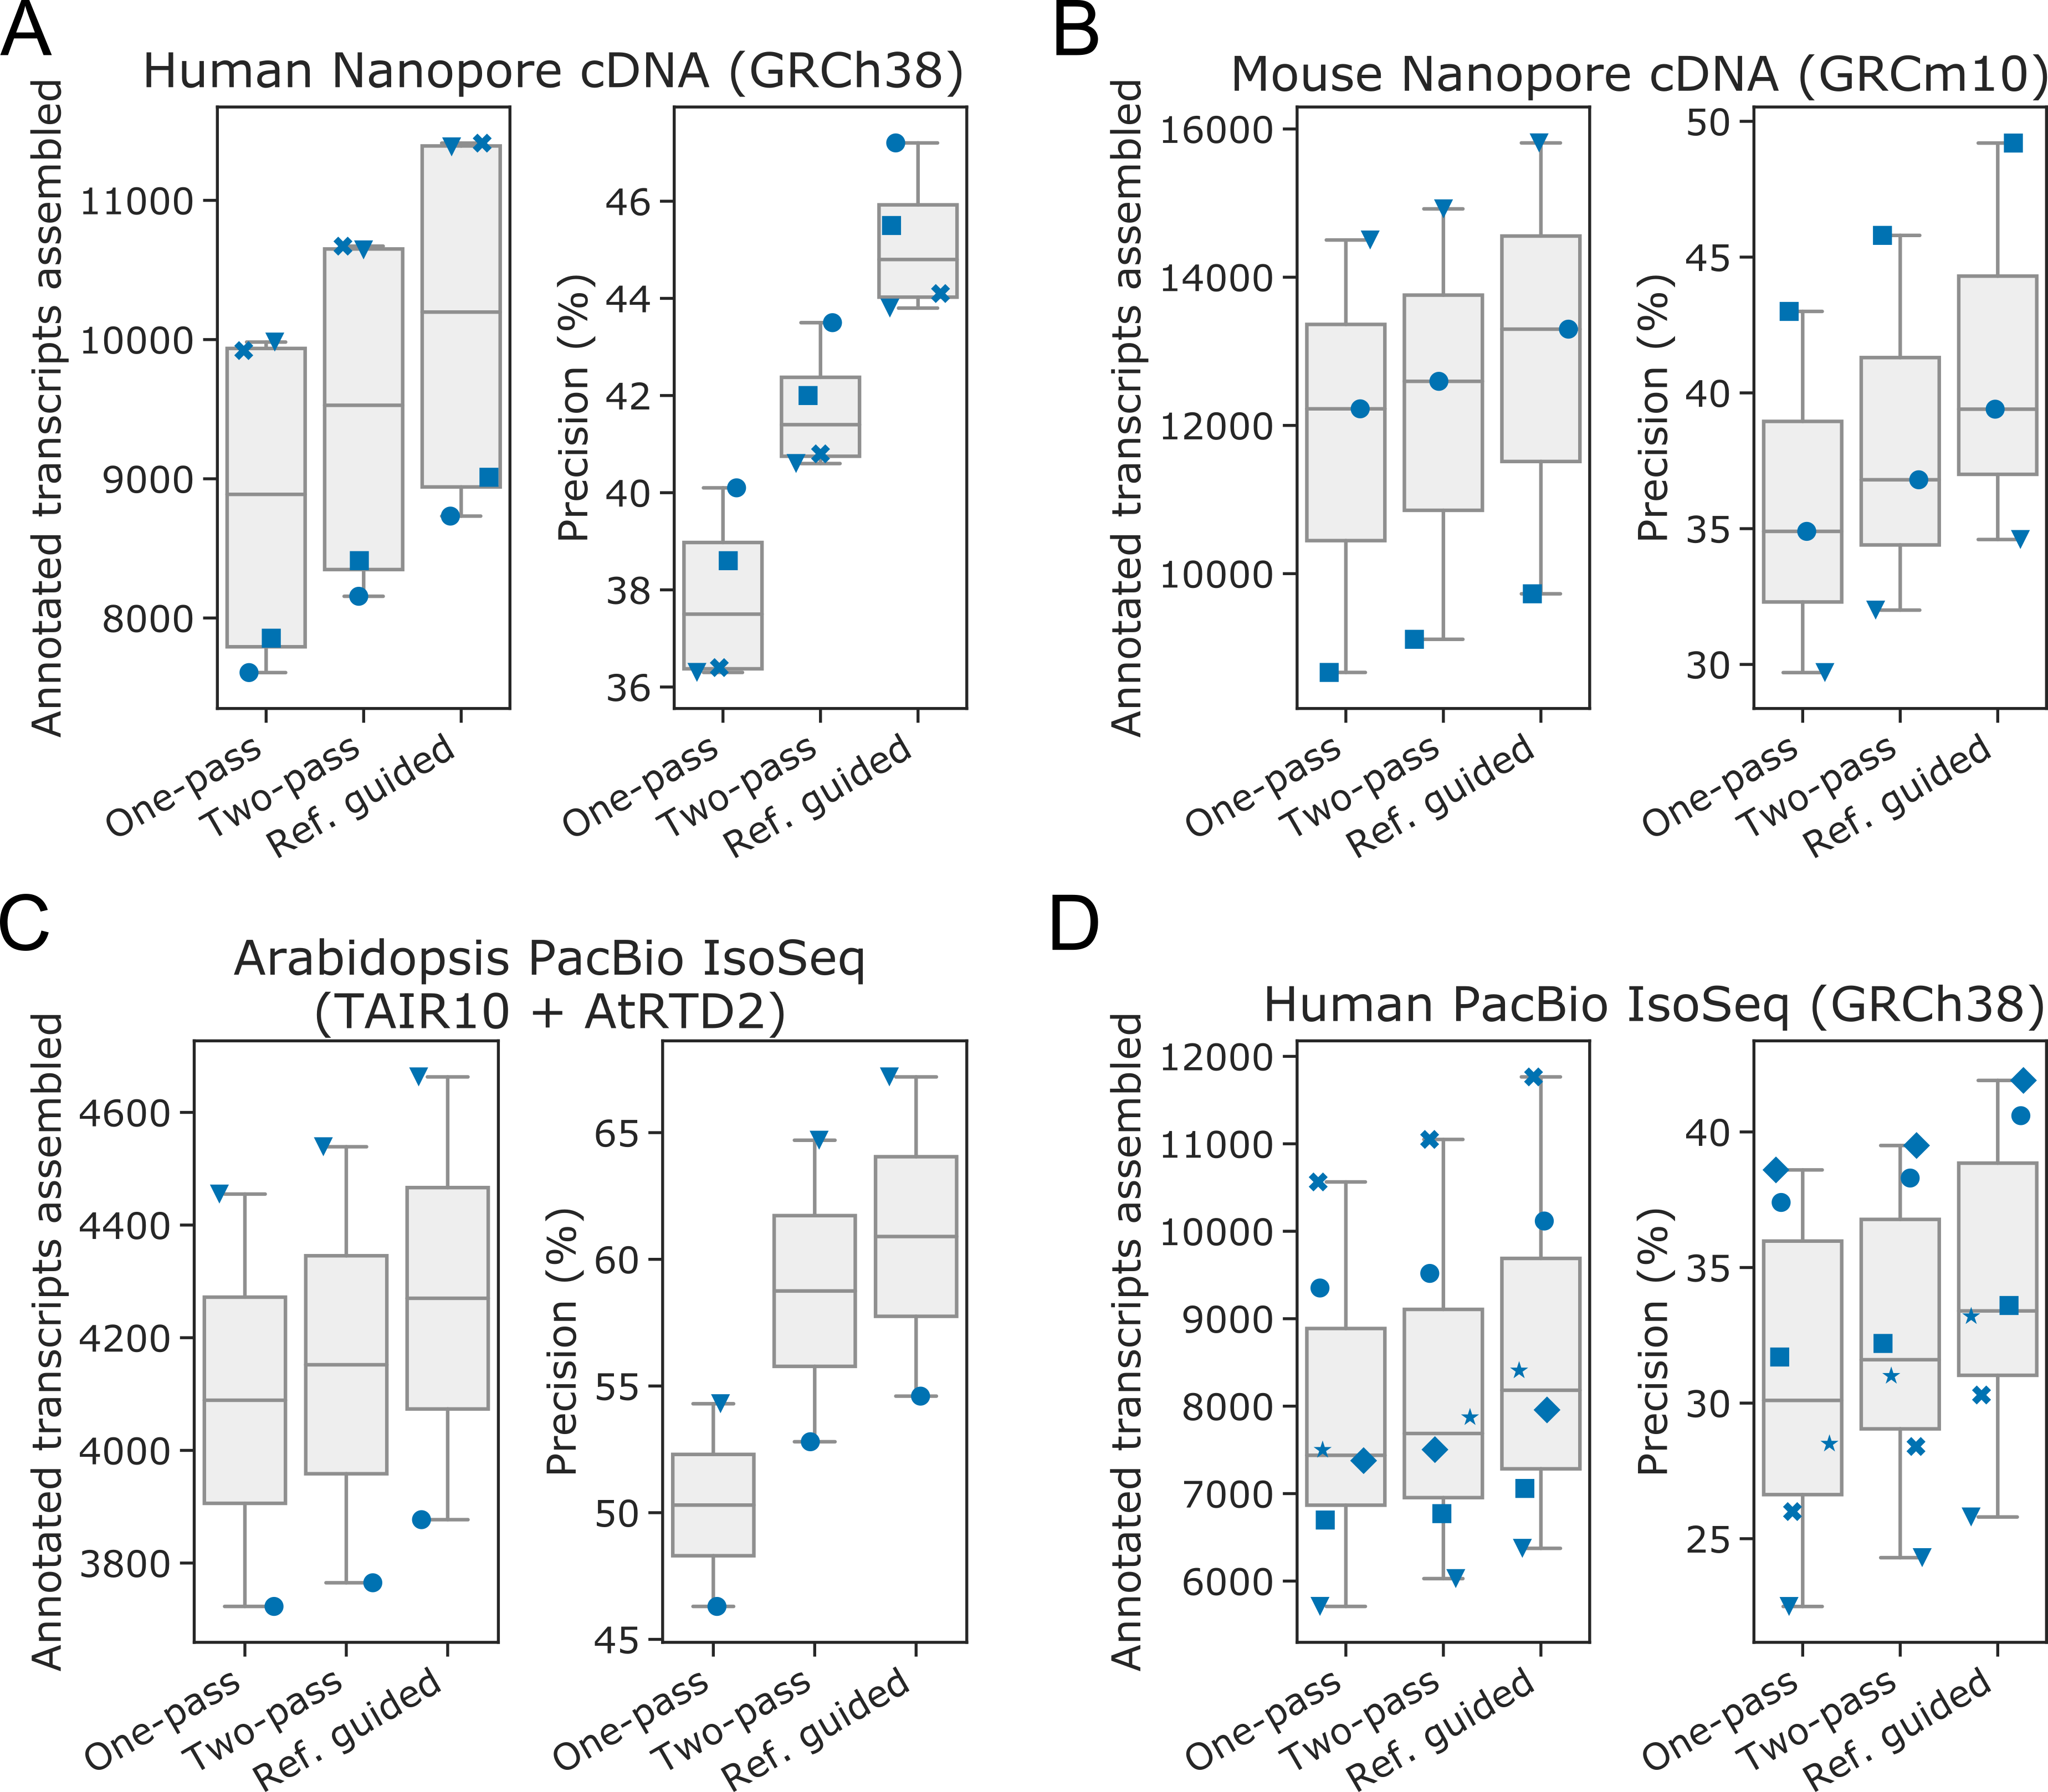 A
Human Nanopore cDNA (GRCh38)
Annotated transcripts assembled
11000
10000
9000
8000
One-pass
Two-pass
Ref. guided
Precision (%)
46
44
42
40
38
36
One-pass
Two-pass
Ref. guided
B
Mouse Nanopore cDNA (GRCm10)
Annotated transcripts assembled
16000
14000
12000
10000
One-pass
Two-pass
Ref. guided
Precision (%)
50
45
40
35
30
One-pass
Two-pass
Ref. guided
C
Arabidopsis PacBio IsoSeq
(TAIR10 + AtRTD2)
Annotated transcripts assembled
4600
4400
4200
4000
3800
One-pass
Two-pass
Ref. guided
Precision (%)
65
60
55
50
45
One-pass
Two-pass
Ref. guided
D
Human PacBio IsoSeq (GRCh38)
Annotated transcripts assembled
12000
11000
10000
9000
8000
7000
6000
One-pass
Two-pass
Ref. guided
Precision (%)
40
35
30
25
One-pass
Two-pass
Ref. guided